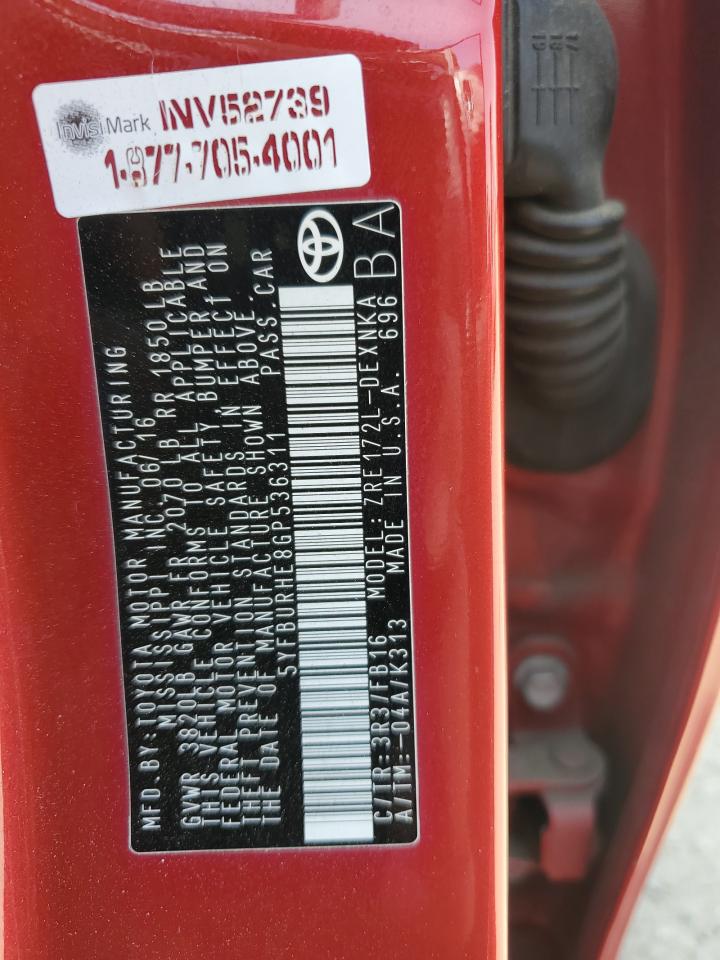 InvisiMark INV52739
1-877-705-4001
MFD.BY:TOYOTA MOTOR MANUFACTURING
MISSISSIPPI INC.06/16
GVWR 3820LB GAWR FR 2070 LB RR 1850 LB
THIS VEHICLE CONFORMS TO ALL APPLICABLE
FEDERAL MOTOR VEHICLE SAFETY, BUMPER, AND
THEFT PREVENTION STANDARDS IN EFFECT ON
THE DATE OF MANUFACTURE SHOWN ABOVE.
5YFBURHE8GP536311 PASS.CAR
C/TR:3R3/FB16 MODEL:ZRE172L-DEXNKA
A/TM:-04A/K313 MADE IN U.S.A. 696
BA